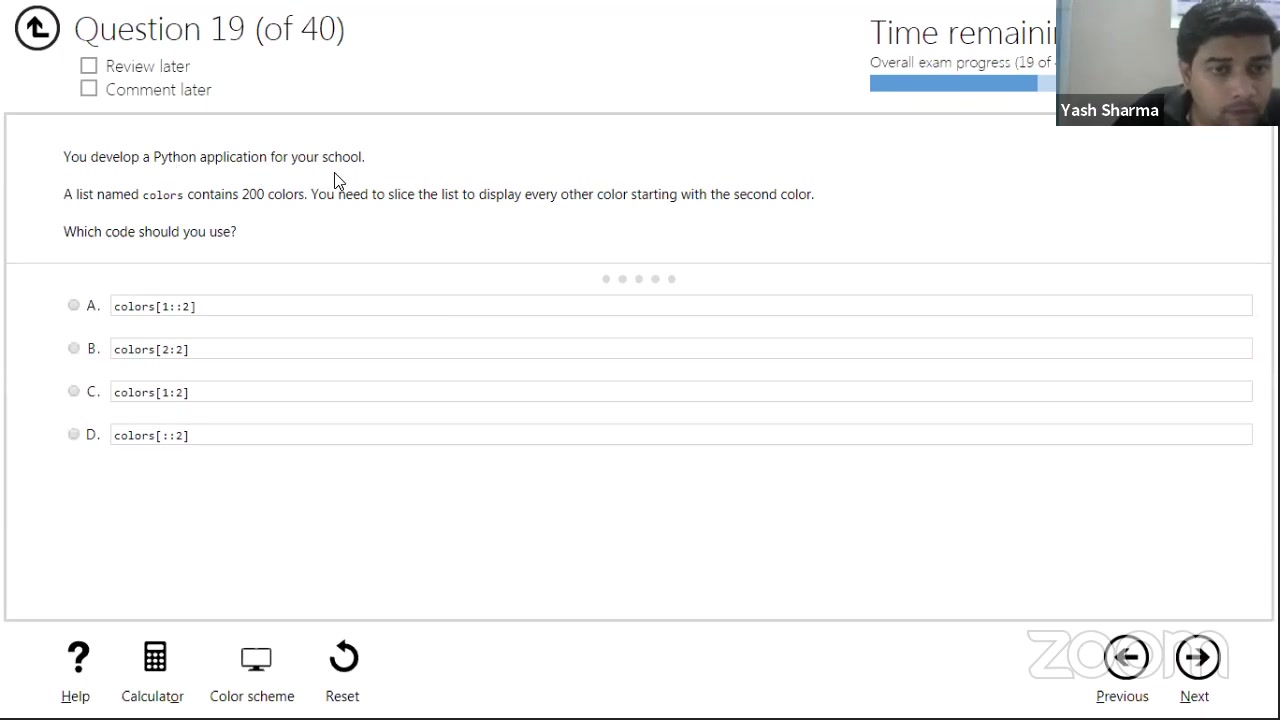 Question 19 (of 40)
Review later
Comment later
Time remaini
Overall exam progress (19 of
Yash Sharma
You develop a Python application for your school.
A list named colors contains 200 colors. You need to slice the list to display every other color starting with the second color.
Which code should you use?
A. colors[1::2]
B. colors[2:2]
C. colors[1:2]
D. colors[::2]
zoom
Help
Calculator
Color scheme
Reset
Previous
Next